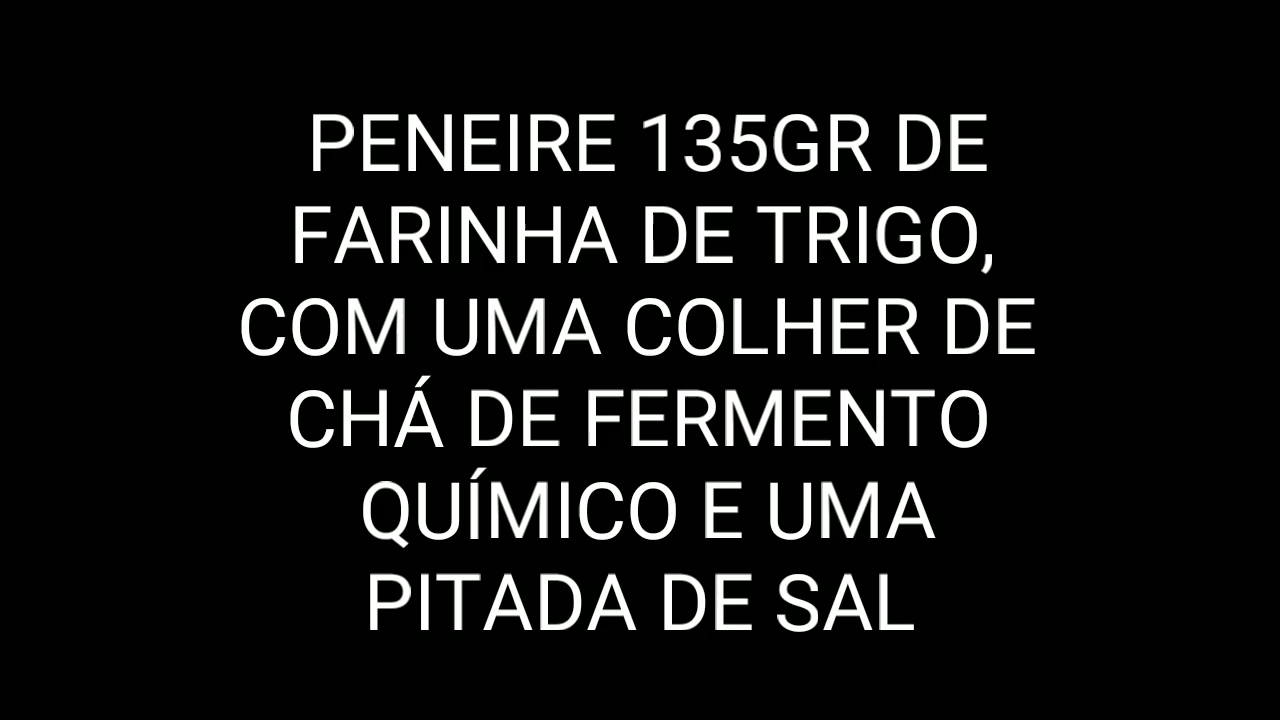 PENEIRE 135GR DE
FARINHA DE TRIGO,
COM UMA COLHER DE
CHÁ DE FERMENTO
QUÍMICO E UMA
PITADA DE SAL